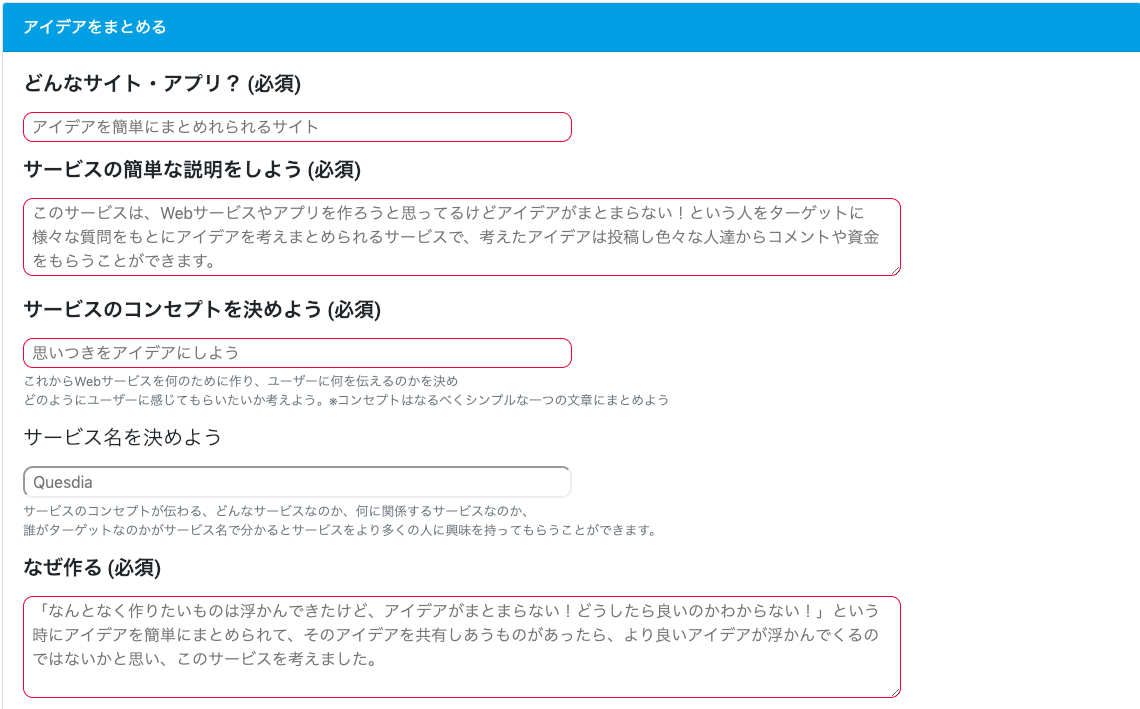 アイデアをまとめる
どんなサイト・アプリ？ (必須)
アイデアを簡単にまとめれられるサイト
サービスの簡単な説明をしよう (必須)
このサービスは、Webサービスやアプリを作ろうと思ってるけどアイデアがまとまらない！という人をターゲットに
様々な質問をもとにアイデアを考えまとめられるサービスで、考えたアイデアは投稿し色々な人達からコメントや資金
をもらうことができます。
サービスのコンセプトを決めよう (必須)
思いつきをアイデアにしよう
これからWebサービスを何のために作り、ユーザーに何を伝えるのかを決め
どのようにユーザーに感じてもらいたいか考えよう。※コンセプトはなるべくシンプルな一つの文章にまとめよう
サービス名を決めよう
Quesdia
サービスのコンセプトが伝わる、どんなサービスなのか、何に関係するサービスなのか、
誰がターゲットなのかがサービス名で分かるとサービスをより多くの人に興味を持ってもらうことができます。
なぜ作る (必須)
「なんとなく作りたいものは浮かんできたけど、アイデアがまとまらない！どうしたら良いのかわからない！」という
時にアイデアを簡単にまとめられて、そのアイデアを共有しあうものがあったら、より良いアイデアが浮かんでくるの
ではないかと思い、このサービスを考えました。